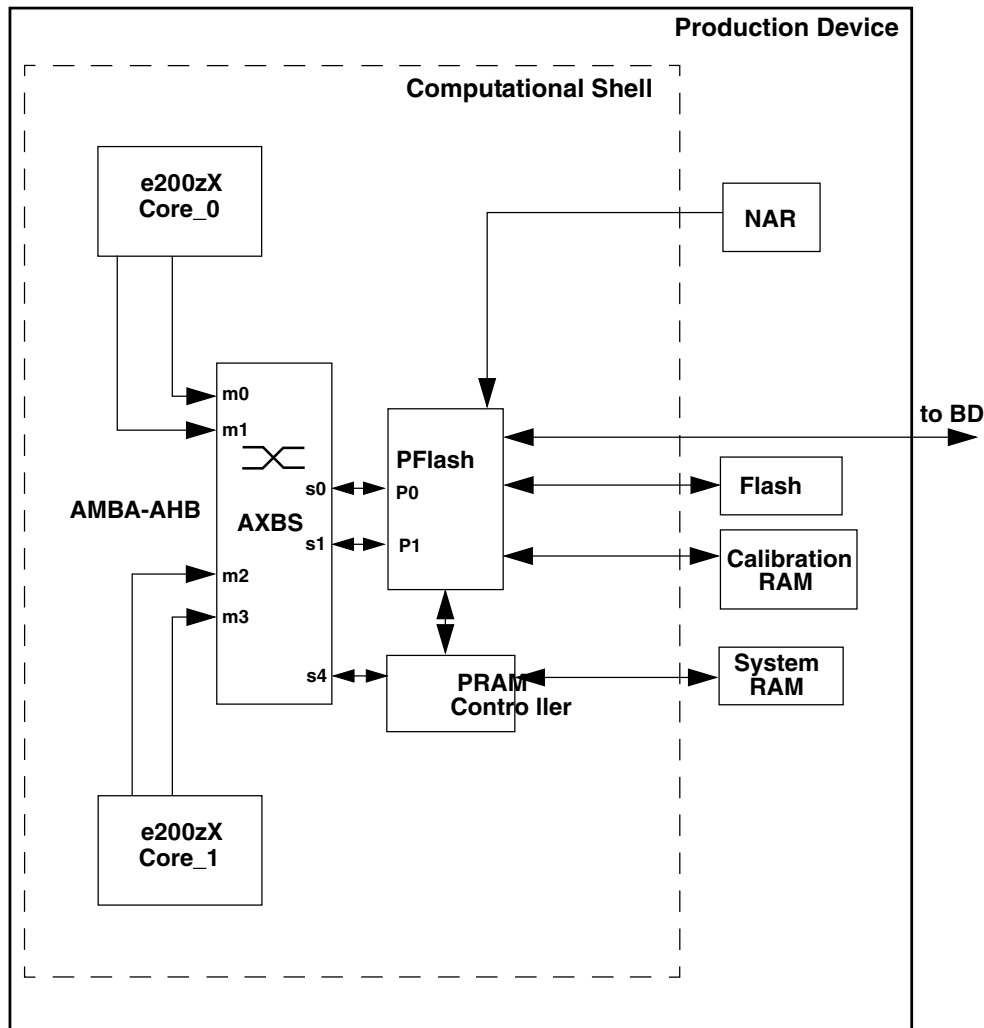 Production Device
Computational Shell
e200zX
Core_0
NAR
m0
m1
to BD
PFlash
s0
P0
Flash
AMBA-AHB
AXBS
s1
P1
Calibration
RAM
m2
m3
s4
PRAM
Contro ller
System
RAM
e200zX
Core_1